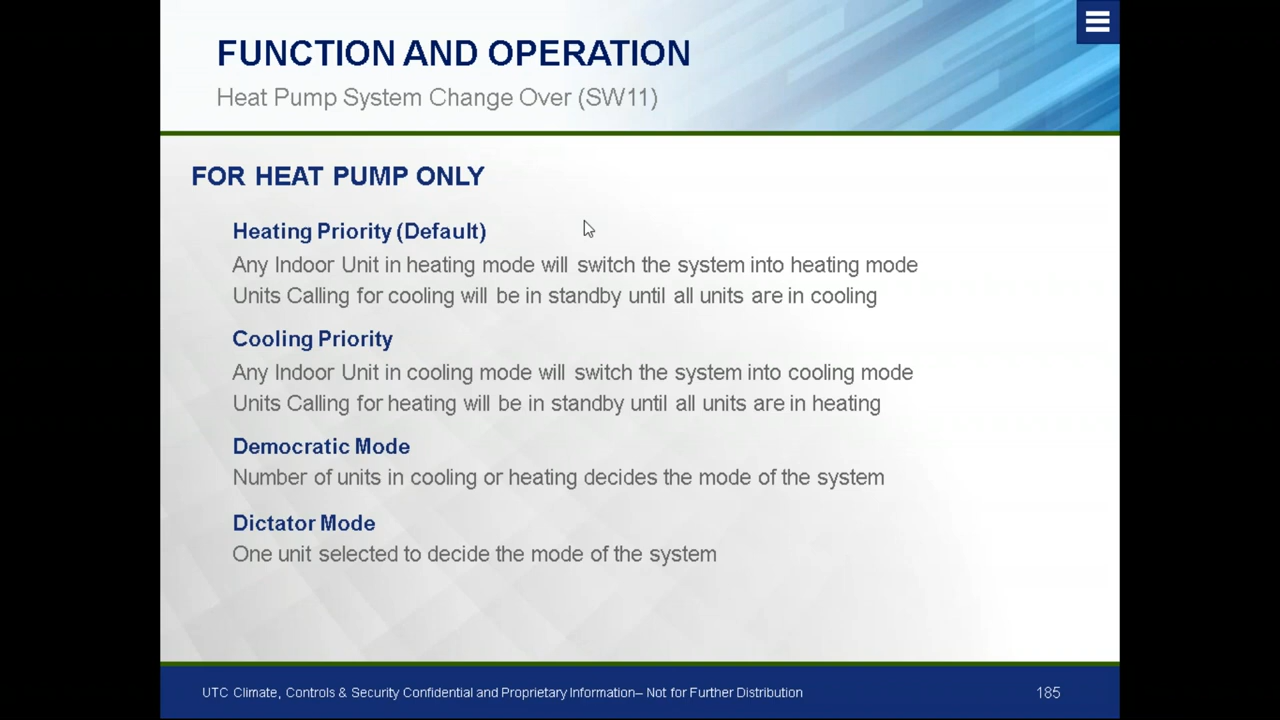 FUNCTION AND OPERATION
Heat Pump System Change Over (SW11)
FOR HEAT PUMP ONLY
Heating Priority (Default)
Any Indoor Unit in heating mode will switch the system into heating mode
Units Calling for cooling will be in standby until all units are in cooling
Cooling Priority
Any Indoor Unit in cooling mode will switch the system into cooling mode
Units Calling for heating will be in standby until all units are in heating
Democratic Mode
Number of units in cooling or heating decides the mode of the system
Dictator Mode
One unit selected to decide the mode of the system
UTC Climate, Controls & Security Confidential and Proprietary Information– Not for Further Distribution
185